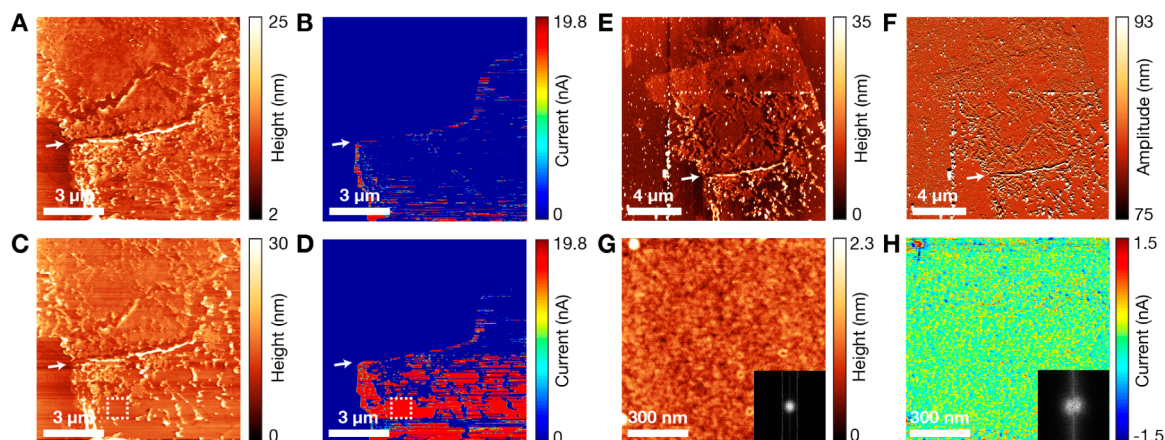 A
25
Height (nm)
2
3 µm
B
19.8
Current (nA)
0
3 µm
E
35
Height (nm)
0
4 µm
F
93
Amplitude (nm)
75
4 µm
C
30
Height (nm)
0
3 µm
D
19.8
Current (nA)
0
3 µm
G
2.3
Height (nm)
0
300 nm
H
1.5
Current (nA)
-1.5
300 nm